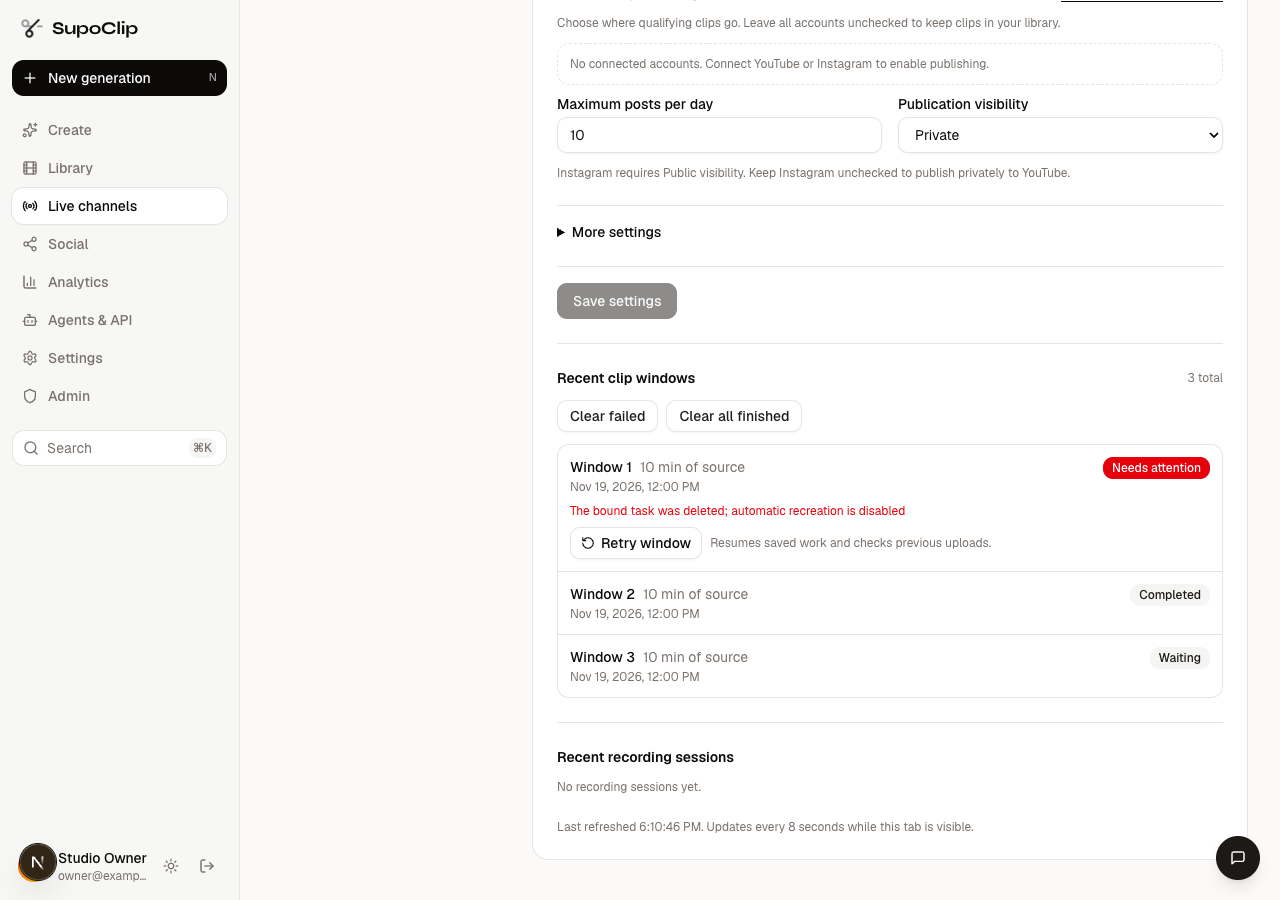 SupoClip
New generation N
Create
Library
Live channels
Social
Analytics
Agents & API
Settings
Admin
Search ⌘K
N
Studio Owner
owner@examp...
Choose where qualifying clips go. Leave all accounts unchecked to keep clips in your library.
No connected accounts. Connect YouTube or Instagram to enable publishing.
Maximum posts per day
10
Publication visibility
Private
Instagram requires Public visibility. Keep Instagram unchecked to publish privately to YouTube.
More settings
Save settings
Recent clip windows 3 total
Clear failed Clear all finished
Window 1 10 min of source Needs attention
Nov 19, 2026, 12:00 PM
The bound task was deleted; automatic recreation is disabled
Retry window Resumes saved work and checks previous uploads.
Window 2 10 min of source Completed
Nov 19, 2026, 12:00 PM
Window 3 10 min of source Waiting
Nov 19, 2026, 12:00 PM
Recent recording sessions
No recording sessions yet.
Last refreshed 6:10:46 PM. Updates every 8 seconds while this tab is visible.